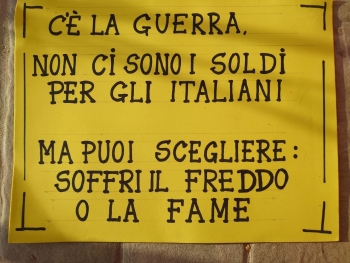 C'È LA GUERRA.
NON CI SONO I SOLDI
PER GLI ITALIANI
MA PUOI SCEGLIERE:
SOFFRI IL FREDDO
O LA FAME